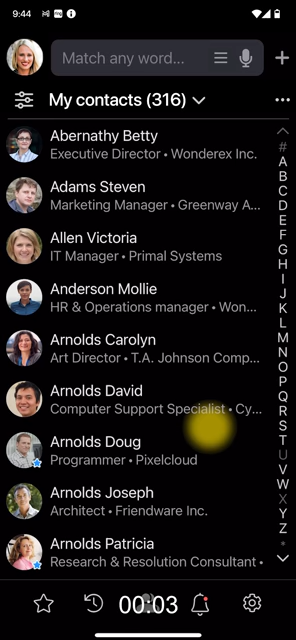 9:44
Match any word...
My contacts (316)
Abernathy Betty
Executive Director • Wonderex Inc.
Adams Steven
Marketing Manager • Greenway A...
Allen Victoria
IT Manager • Primal Systems
Anderson Mollie
HR & Operations manager • Won...
Arnolds Carolyn
Art Director • T.A. Johnson Comp...
Arnolds David
Computer Support Specialist • Cy...
Arnolds Doug
Programmer • Pixelcloud
Arnolds Joseph
Architect • Friendware Inc.
Arnolds Patricia
Research & Resolution Consultant •
#
A
B
C
D
E
F
G
H
I
J
K
L
M
N
O
P
Q
R
S
T
U
V
W
X
Y
Z
*
00:03